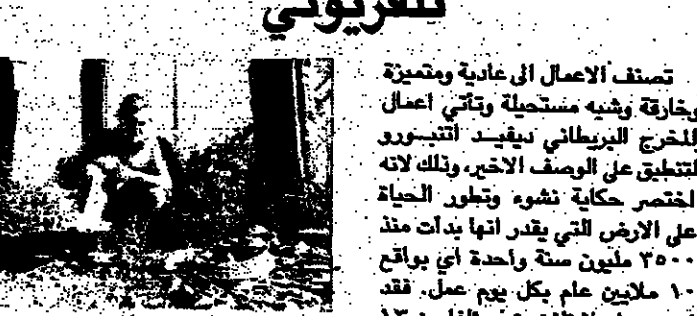 تلفزيوني
تصنف الاعمال الى عادية ومتميزة
وخارقة وشبه مستحيلة وتأتي اعمال
المخرج البريطاني ديفيد اتنبورو
لتنطبق على الوصف الاخير، وذلك لانه
اختصر حكاية نشوء وتطور الحياة
على الارض التي يقدر انها بدأت منذ
٣٥٠٠ مليون سنة واحدة أي بواقع
١٠ ملايين عام بكل يوم عمل. فقد